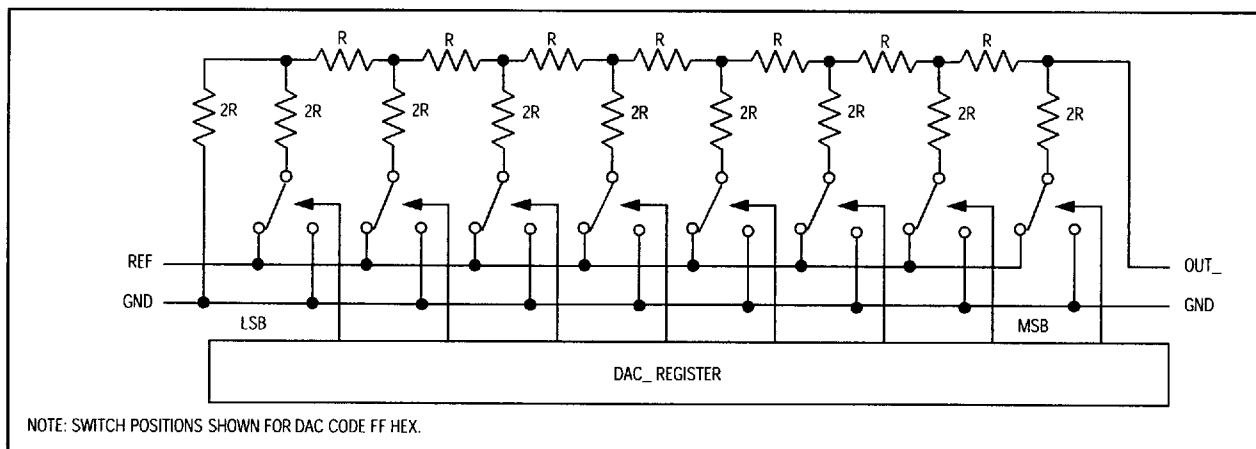 R R R R R R R
2R 2R 2R 2R 2R 2R 2R 2R 2R
REF
OUT_
GND
GND
LSB
MSB
DAC_ REGISTER
NOTE: SWITCH POSITIONS SHOWN FOR DAC CODE FF HEX.